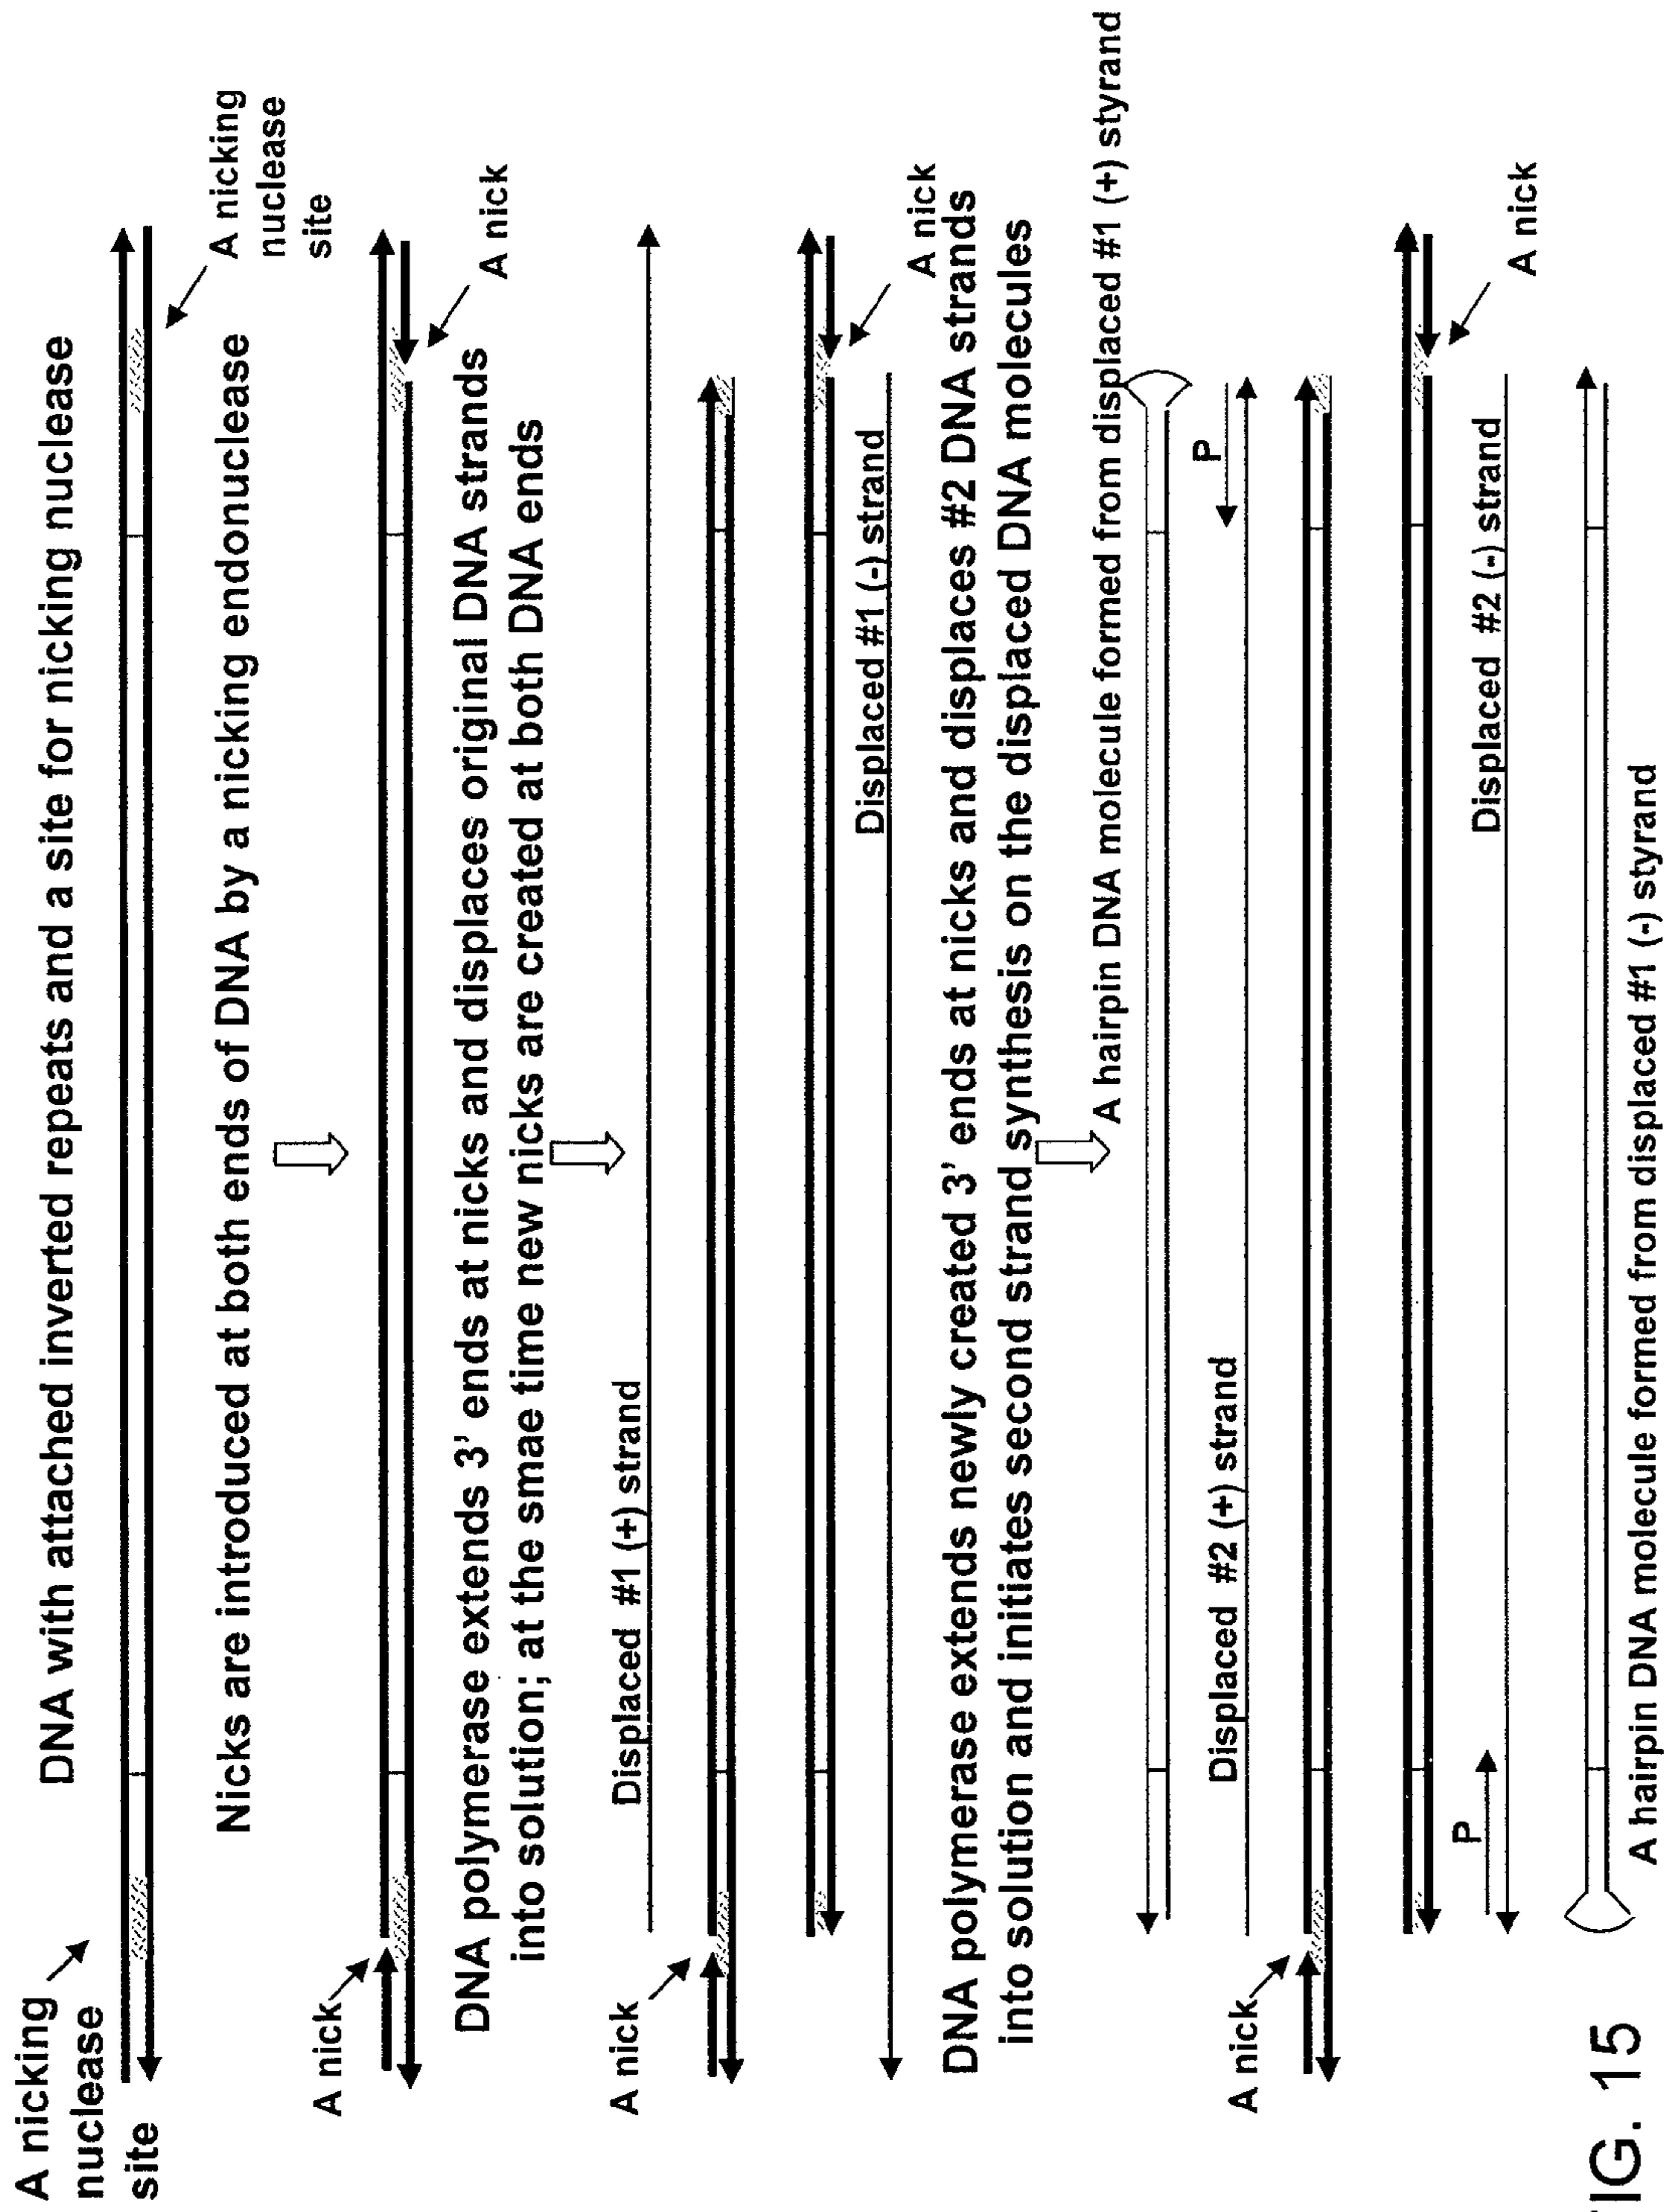 A nicking
nuclease
site
DNA with attached inverted repeats and a site for nicking nuclease
A nicking
nuclease
site
Nicks are introduced at both ends of DNA by a nicking endonuclease
A nick
A nick
DNA polymerase extends 3' ends at nicks and displaces original DNA strands
into solution; at the smae time new nicks are created at both DNA ends
Displaced #1 (+) strand
A nick
A nick
Displaced #1 (-) strand
DNA polymerase extends newly created 3' ends at nicks and displaces #2 DNA strands
into solution and initiates second strand synthesis on the displaced DNA molecules
A hairpin DNA molecule formed from displaced #1 (+) styrand
P
Displaced #2 (+) strand
A nick
A nick
P
Displaced #2 (-) strand
A hairpin DNA molecule formed from displaced #1 (-) styrand
IG. 15